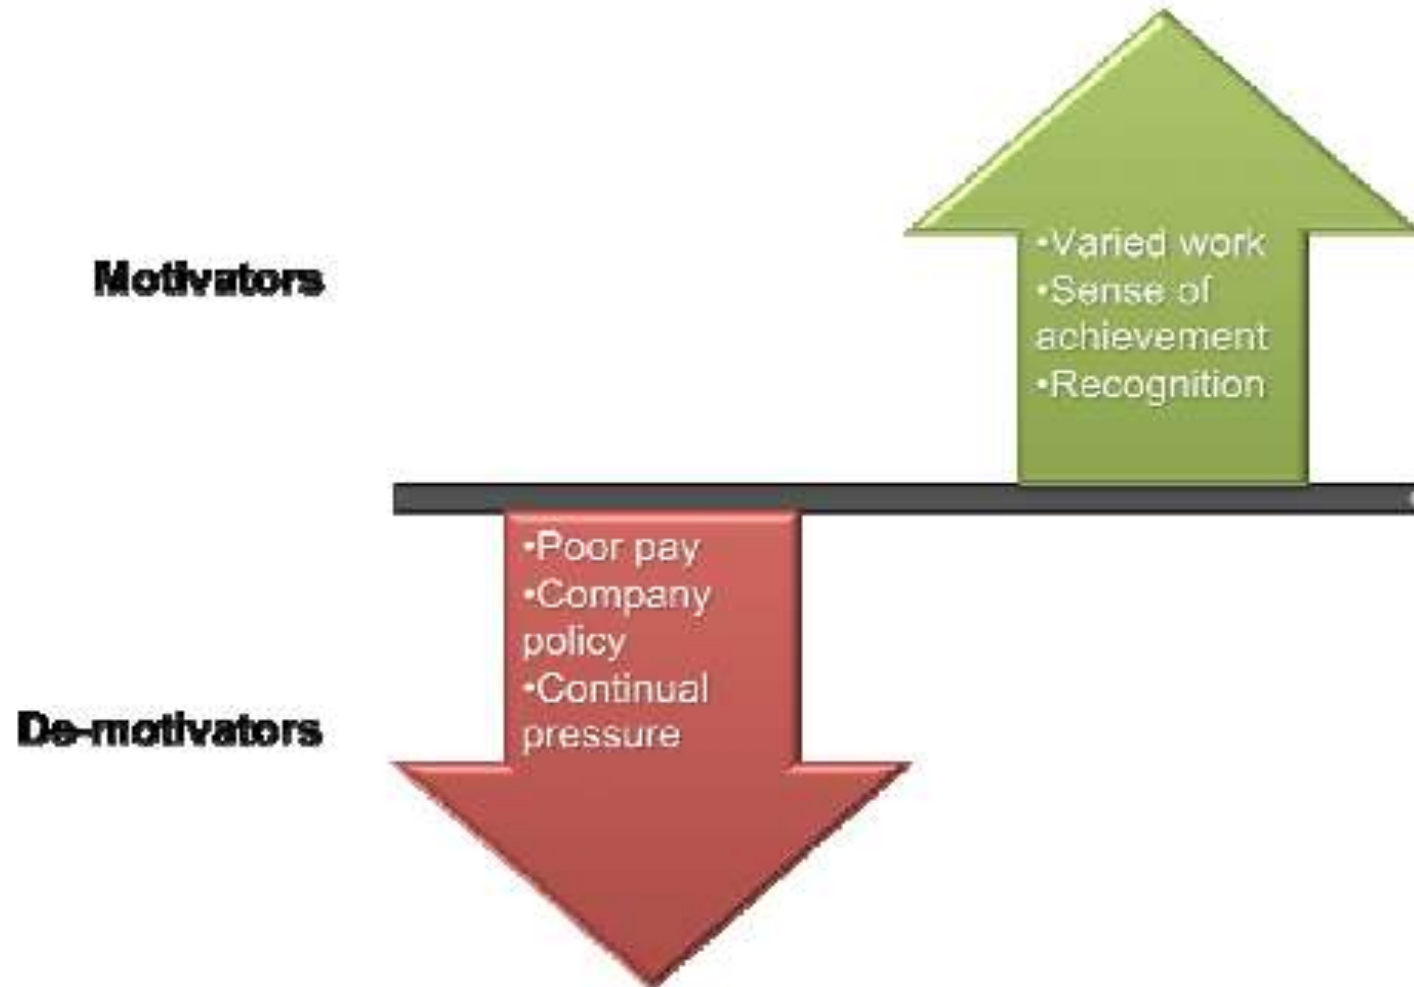 Motivators
•Varied work
•Sense of
achievement
•Recognition
•Poor pay
•Company
policy
•Continual
pressure
De-motivators